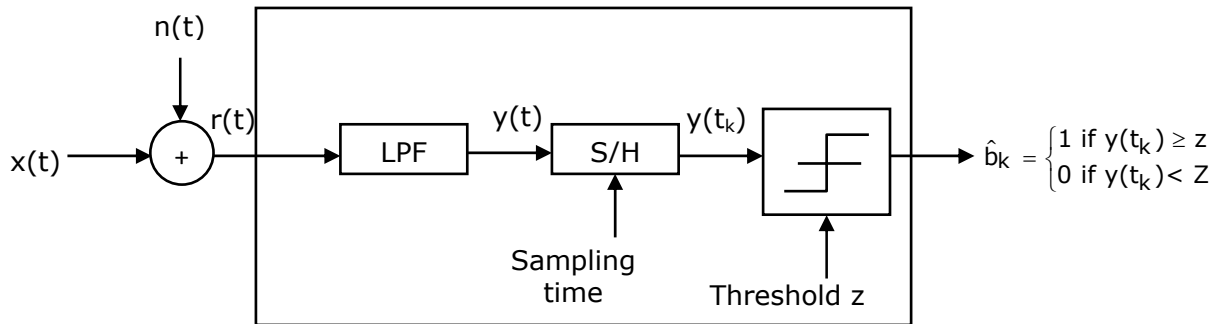 n(t)
r(t)
x(t)
+
LPF
y(t)
S/H
y(tk)
Sampling
time
Threshold z
b̂k = {1 if y(tk) ≥ z
0 if y(tk) < Z